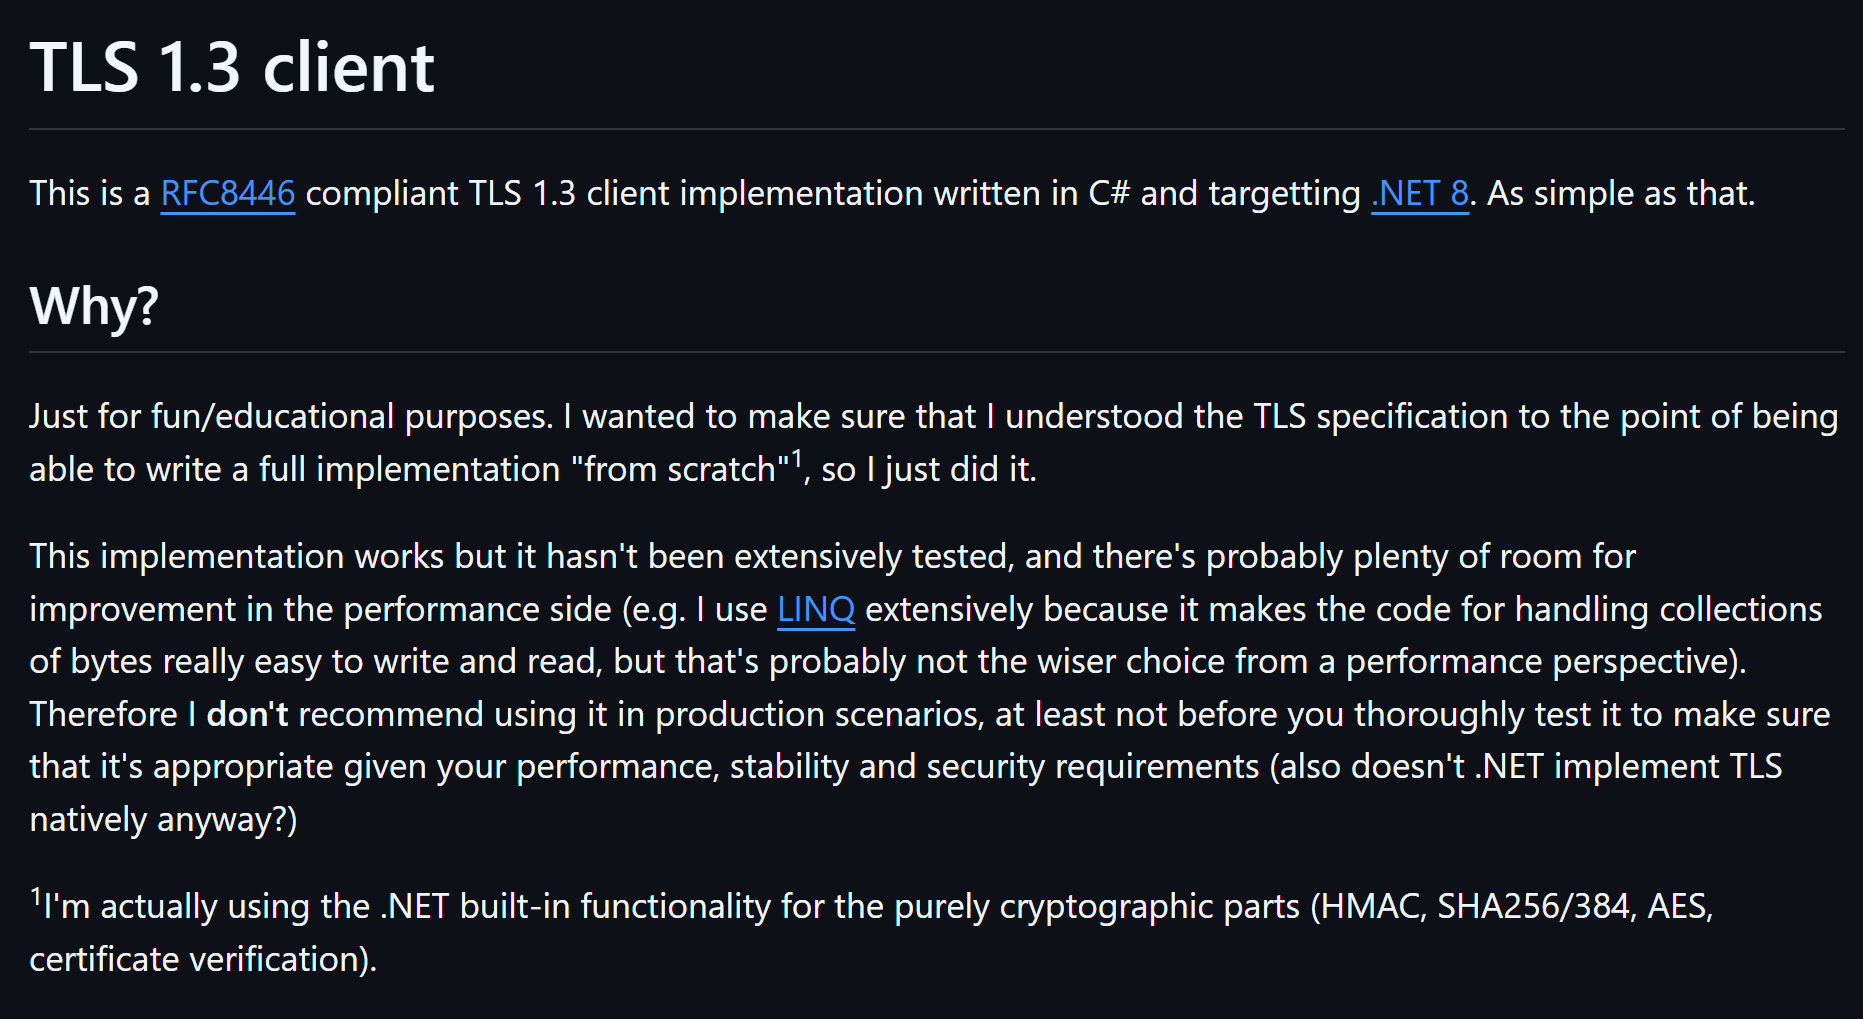 TLS 1.3 client
This is a RFC8446 compliant TLS 1.3 client implementation written in C# and targetting .NET 8. As simple as that.
Why?
Just for fun/educational purposes. I wanted to make sure that I understood the TLS specification to the point of being
able to write a full implementation "from scratch"¹, so I just did it.
This implementation works but it hasn't been extensively tested, and there's probably plenty of room for
improvement in the performance side (e.g. I use LINQ extensively because it makes the code for handling collections
of bytes really easy to write and read, but that's probably not the wiser choice from a performance perspective).
Therefore I don't recommend using it in production scenarios, at least not before you thoroughly test it to make sure
that it's appropriate given your performance, stability and security requirements (also doesn't .NET implement TLS
natively anyway?)
¹I'm actually using the .NET built-in functionality for the purely cryptographic parts (HMAC, SHA256/384, AES,
certificate verification).